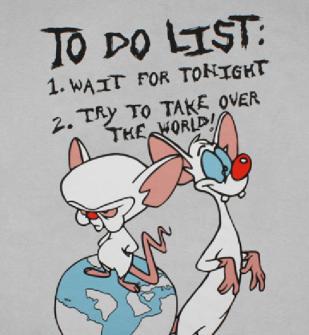 TO DO LIST:
1. WAIT FOR TONIGHT
2. TRY TO TAKE OVER
THE WORLD!